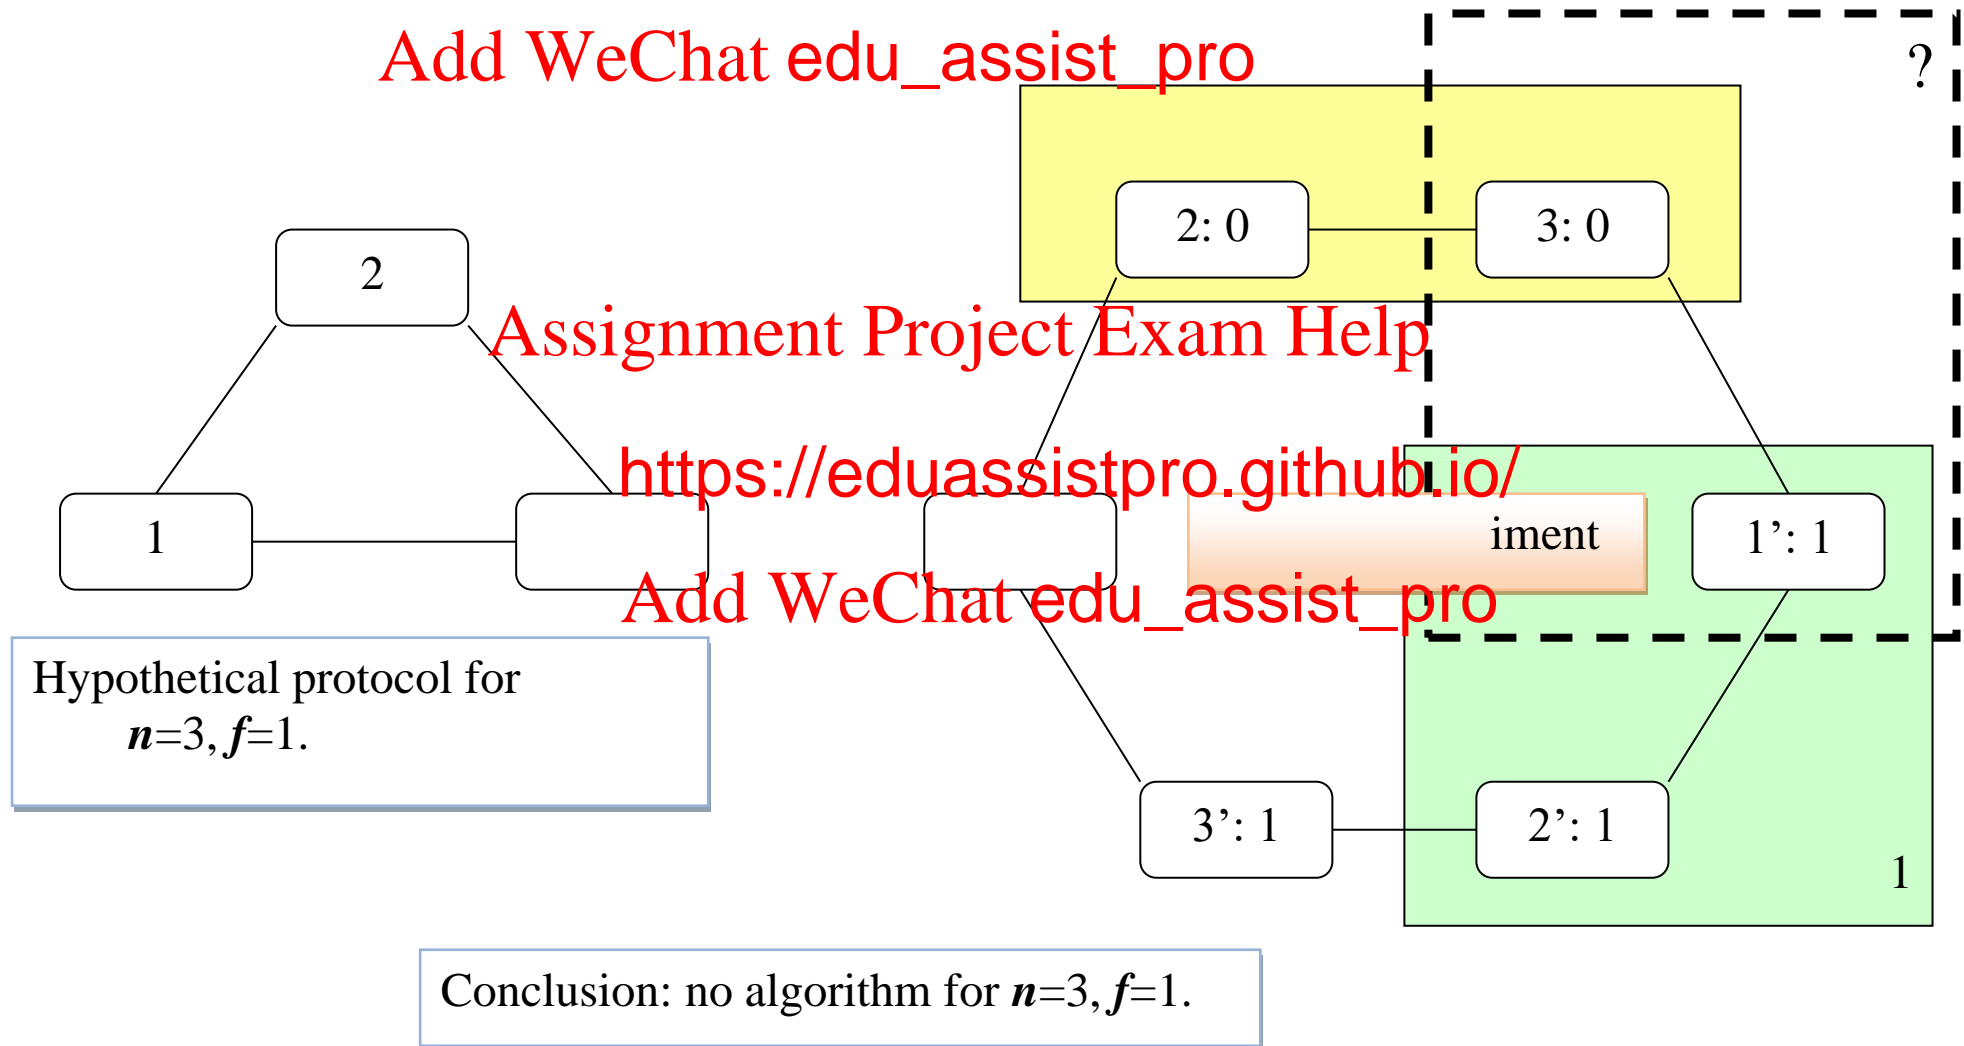 Add WeChat edu_assist_pro
?
2: 0
3: 0
2
Assignment Project Exam Help
https://eduassistpro.github.io/
1
iment
1’: 1
Add WeChat edu_assist_pro
Hypothetical protocol for
n=3, f=1.
3’: 1
2’: 1
1
Conclusion: no algorithm for n=3, f=1.